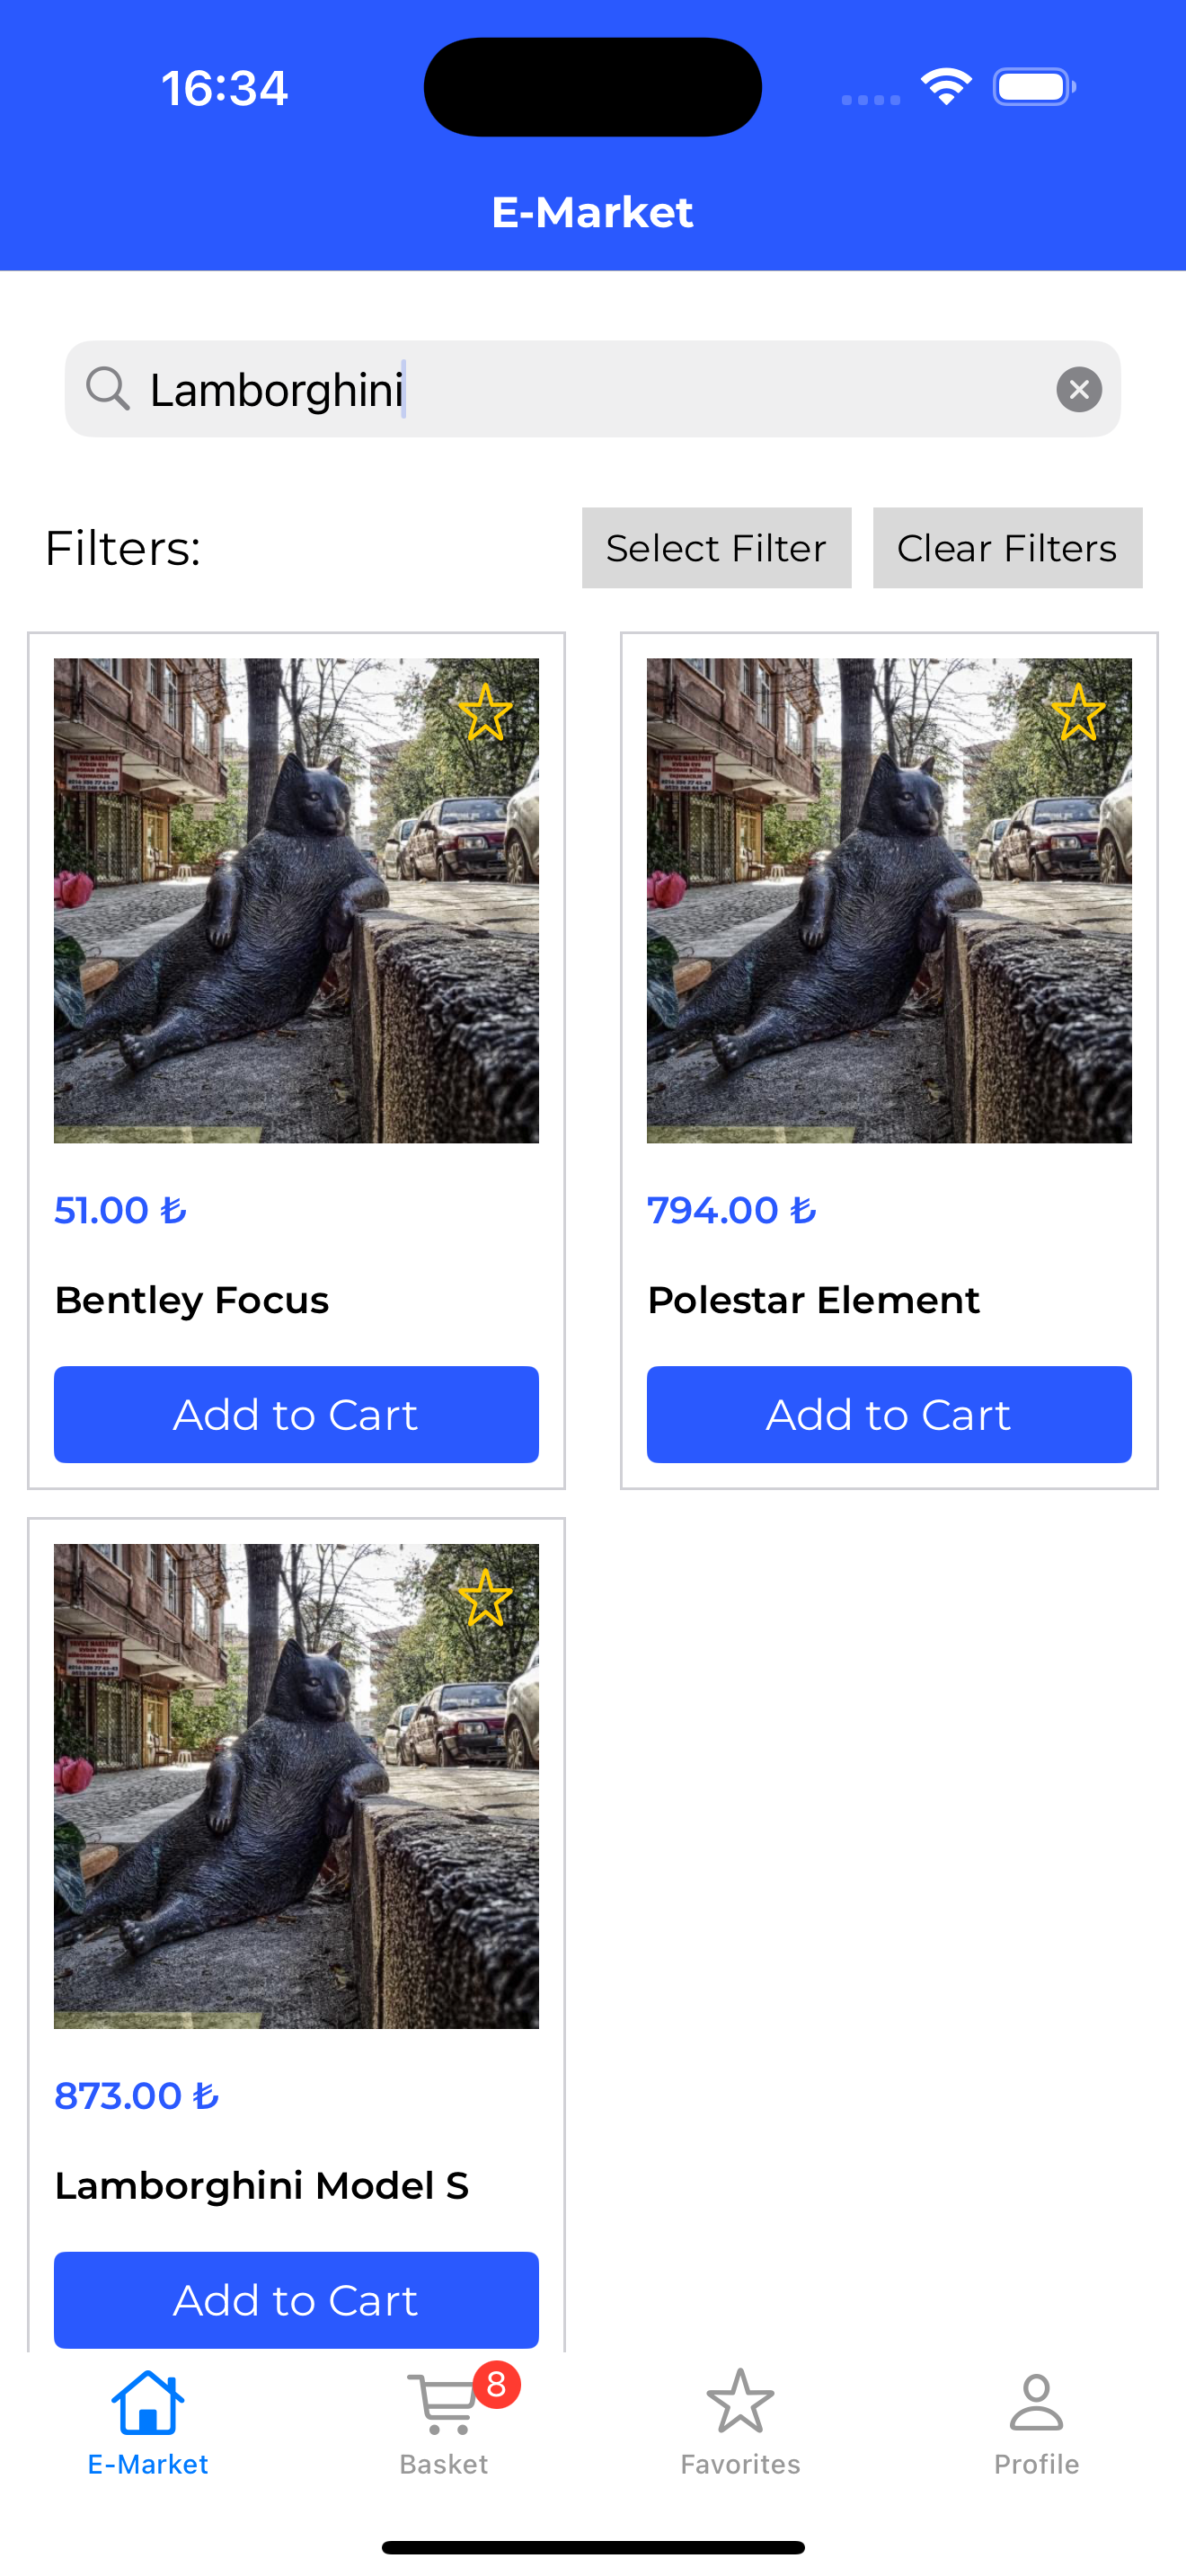 16:34
E-Market
Lamborghini
Filters:
Select Filter
Clear Filters
51.00 ₺
Bentley Focus
Add to Cart
794.00 ₺
Polestar Element
Add to Cart
873.00 ₺
Lamborghini Model S
Add to Cart
8
E-Market
Basket
Favorites
Profile